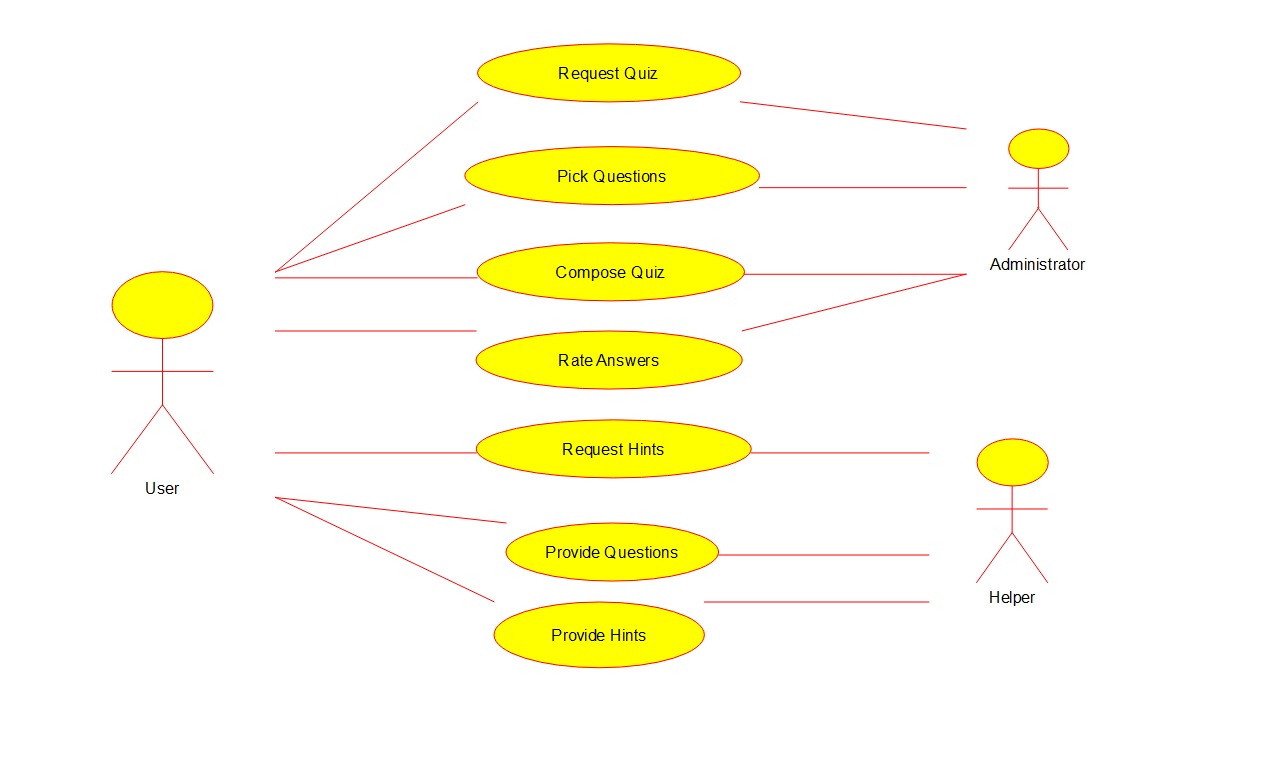 Request Quiz
Pick Questions
Compose Quiz
Administrator
Rate Answers
Request Hints
User
Provide Questions
Helper
Provide Hints